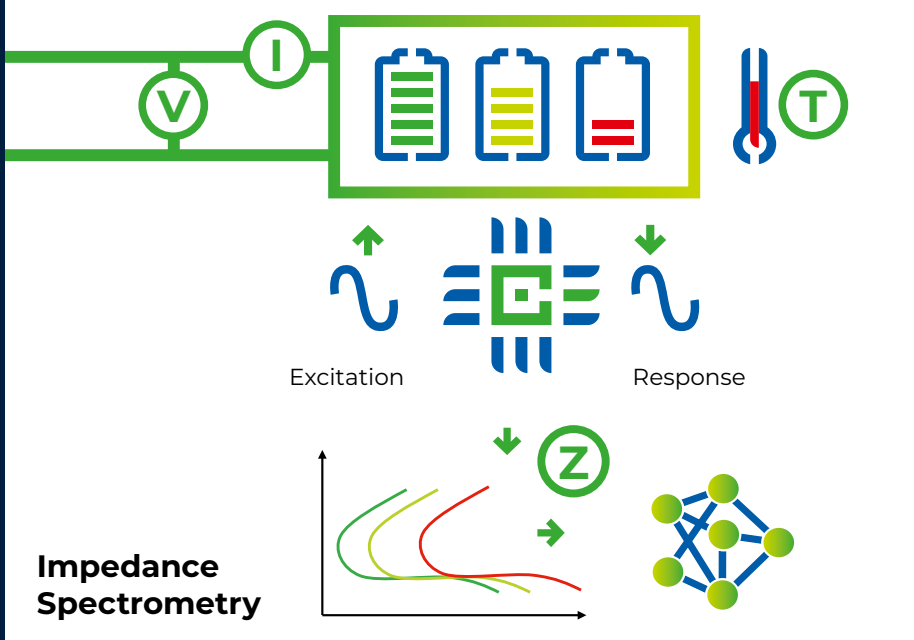 I
V
T
Excitation
Response
Z
Impedance
Spectrometry